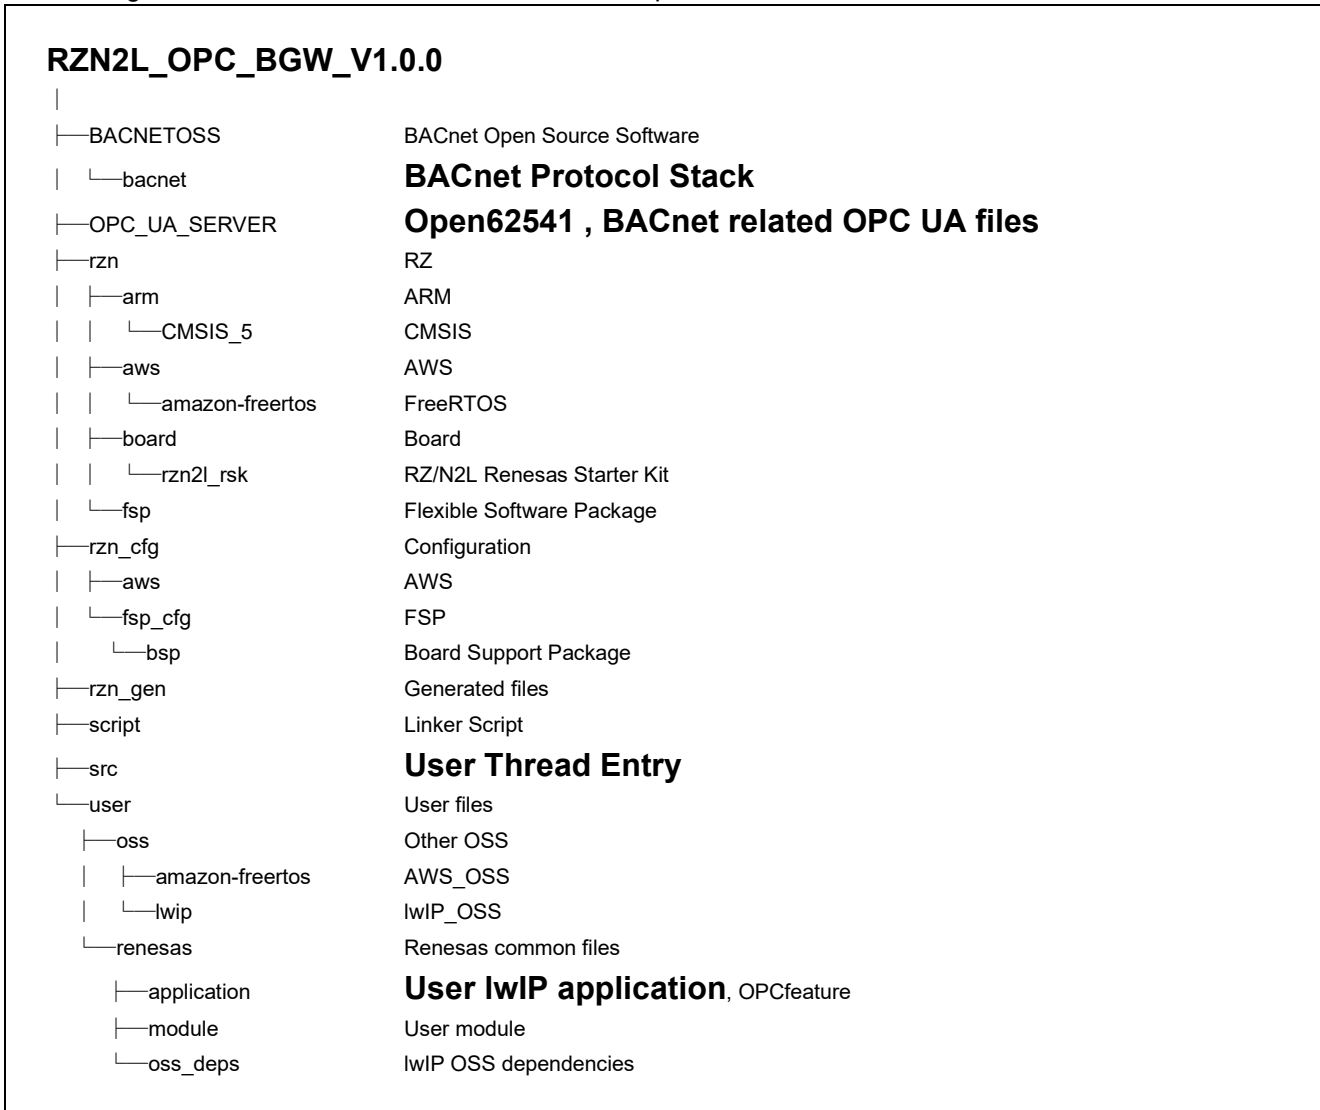 RZN2L_OPC_BGW_V1.0.0
│
├──BACNETOSS BACnet Open Source Software
│ └──bacnet BACnet Protocol Stack
├──OPC_UA_SERVER Open62541 , BACnet related OPC UA files
├──rzn RZ
│ ├──arm ARM
│ │ └──CMSIS_5 CMSIS
│ ├──aws AWS
│ │ └──amazon-freertos FreeRTOS
│ ├──board Board
│ │ └──rzn2l_rsk RZ/N2L Renesas Starter Kit
│ └──fsp Flexible Software Package
├──rzn_cfg Configuration
│ ├──aws AWS
│ └──fsp_cfg FSP
│ └──bsp Board Support Package
├──rzn_gen Generated files
├──script Linker Script
├──src User Thread Entry
└──user User files
├──oss Other OSS
│ ├──amazon-freertos AWS_OSS
│ └──lwip lwIP_OSS
└──renesas Renesas common files
├──application User lwIP application, OPCfeature
├──module User module
└──oss_deps lwIP OSS dependencies